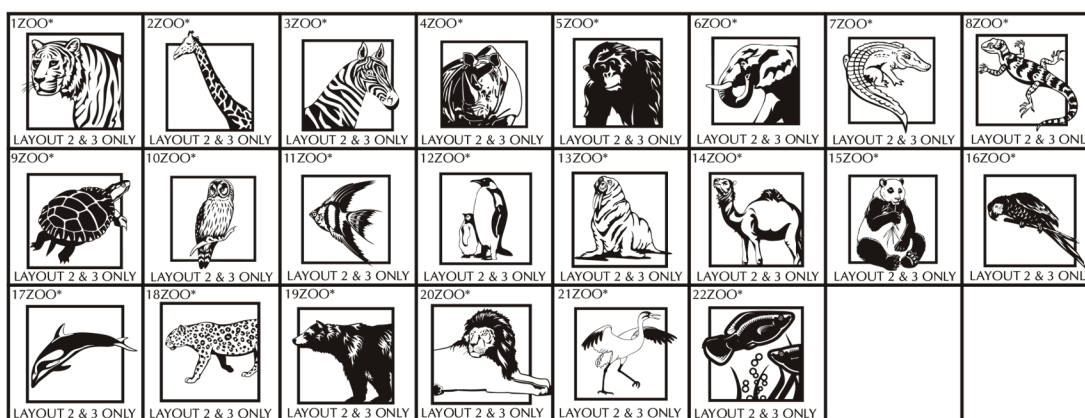 1ZOO* 2ZOO* 3ZOO* 4ZOO* 5ZOO* 6ZOO* 7ZOO* 8ZOO*
LAYOUT 2 & 3 ONLY LAYOUT 2 & 3 ONLY LAYOUT 2 & 3 ONLY LAYOUT 2 & 3 ONLY LAYOUT 2 & 3 ONLY LAYOUT 2 & 3 ONLY LAYOUT 2 & 3 ONLY LAYOUT 2 & 3 ONLY
9ZOO* 10ZOO* 11ZOO* 12ZOO* 13ZOO* 14ZOO* 15ZOO* 16ZOO*
LAYOUT 2 & 3 ONLY LAYOUT 2 & 3 ONLY LAYOUT 2 & 3 ONLY LAYOUT 2 & 3 ONLY LAYOUT 2 & 3 ONLY LAYOUT 2 & 3 ONLY LAYOUT 2 & 3 ONLY LAYOUT 2 & 3 ONLY
17ZOO* 18ZOO* 19ZOO* 20ZOO* 21ZOO* 22ZOO*
LAYOUT 2 & 3 ONLY LAYOUT 2 & 3 ONLY LAYOUT 2 & 3 ONLY LAYOUT 2 & 3 ONLY LAYOUT 2 & 3 ONLY LAYOUT 2 & 3 ONLY